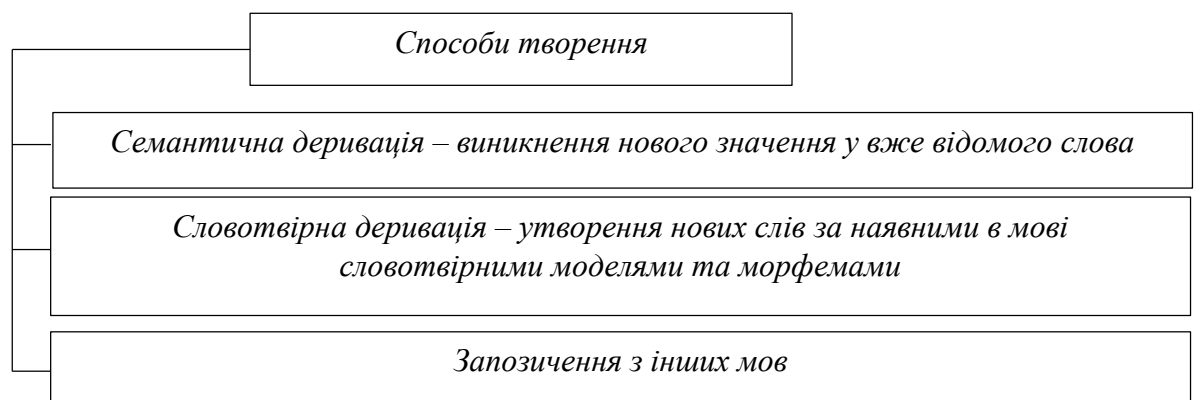 Способи творення
Семантична деривація – виникнення нового значення у вже відомого слова
Словотвірна деривація – утворення нових слів за наявними в мові
словотвірними моделями та морфемами
Запозичення з інших мов